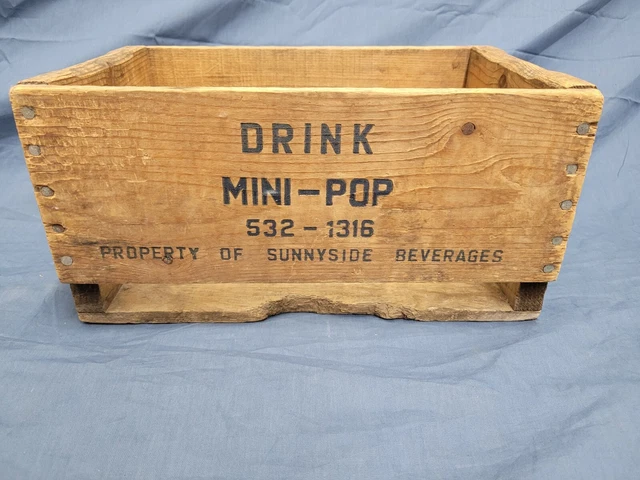 DRINK
MINI-POP
532-1316
PROPERTY OF SUNNYSIDE BEVERAGES